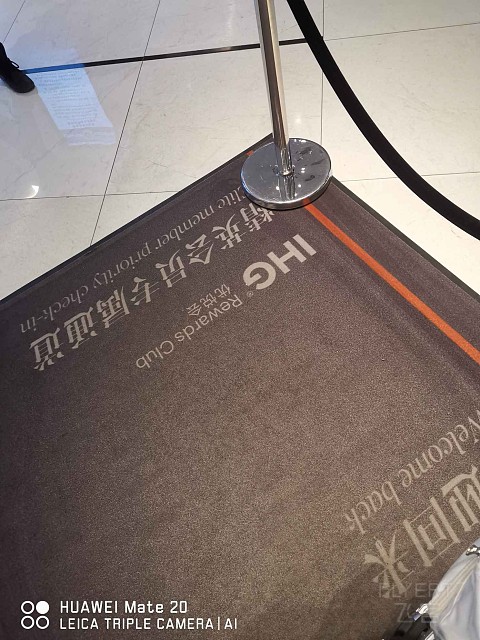 精英会员专属通道
Elite member priority check-in
IHG®
Rewards Club
优悦会
迎回来
Welcome back
HUAWEI Mate 20
LEICA TRIPLE CAMERA|AI